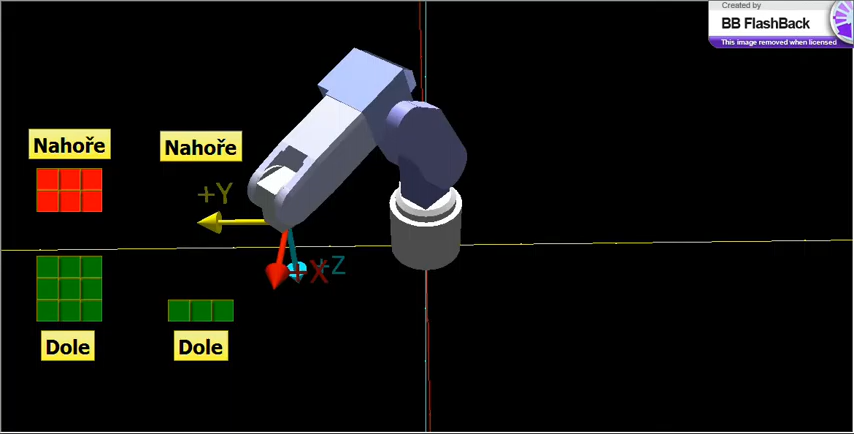 Created by
BB FlashBack
This image removed when licensed
Nahoře
Nahoře
+Y
+Z
X
Dole
Dole